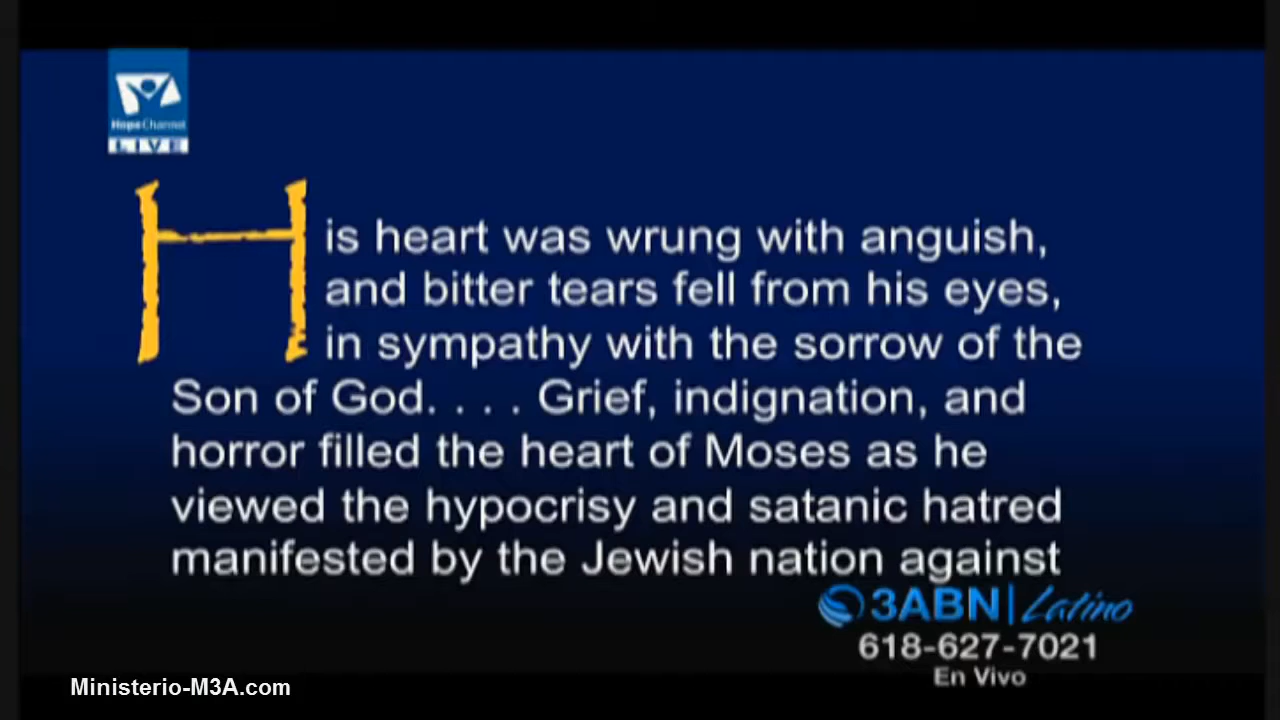 Hope Channel
LIVE
His heart was wrung with anguish,
and bitter tears fell from his eyes,
in sympathy with the sorrow of the
Son of God. . . . Grief, indignation, and
horror filled the heart of Moses as he
viewed the hypocrisy and satanic hatred
manifested by the Jewish nation against
3ABN|Latino
618-627-7021
En Vivo
Ministerio-M3A.com